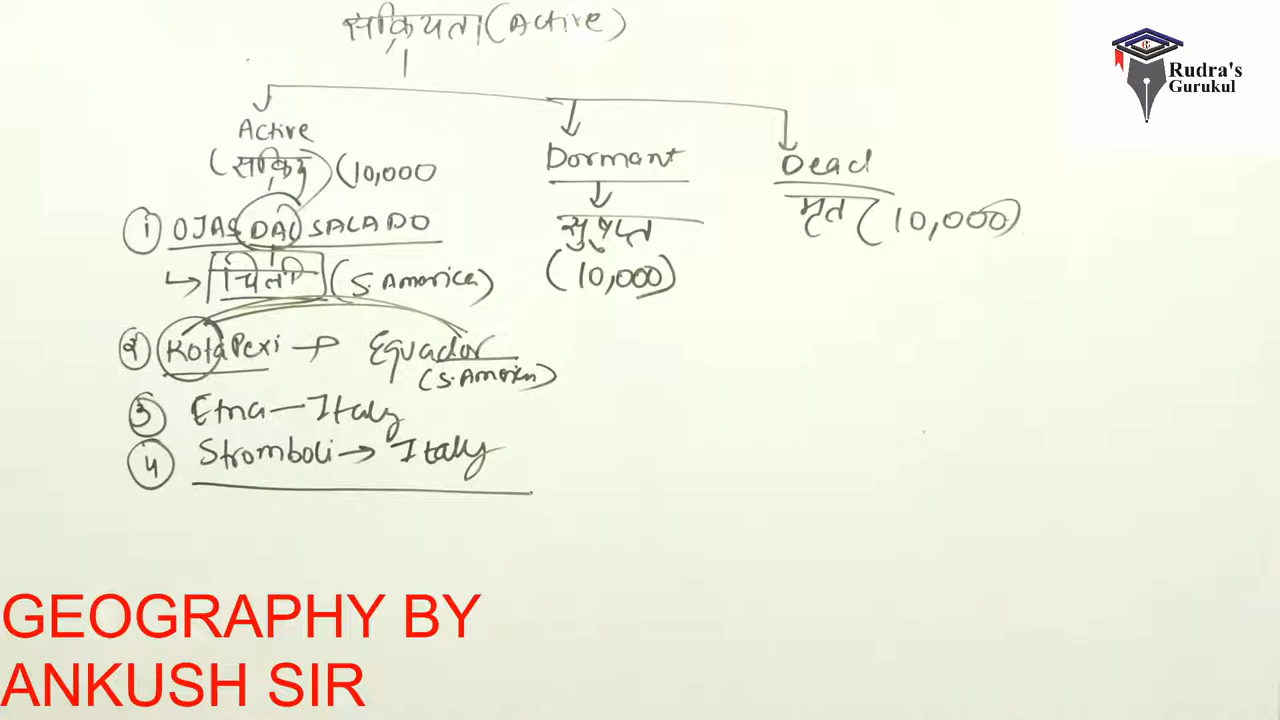 सक्रियता (Active)
Active
(सक्रिय) (10,000
1 OJAS DAL SALADO
चिली (S. America)
2 KotaPexi → Equador
(S. America)
3 Etna — Italy
4 Stromboli → Italy
Dormant
सुषुप्त
(10,000)
Dead
मृत (10,000)
Rudra's
Gurukul
GEOGRAPHY BY
ANKUSH SIR